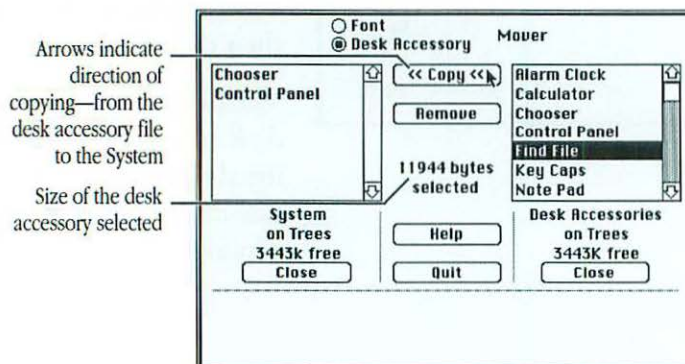 Arrows indicate
direction of
copying—from the
desk accessory file
to the System
Size of the desk
accessory selected
Font
Desk Accessory
Mover
Chooser
Control Panel
<< Copy <<
Remove
11944 bytes
selected
Alarm Clock
Calculator
Chooser
Control Panel
Find File
Key Caps
Note Pad
System
on Trees
3443K free
Close
Help
Quit
Desk Accessories
on Trees
3443K free
Close